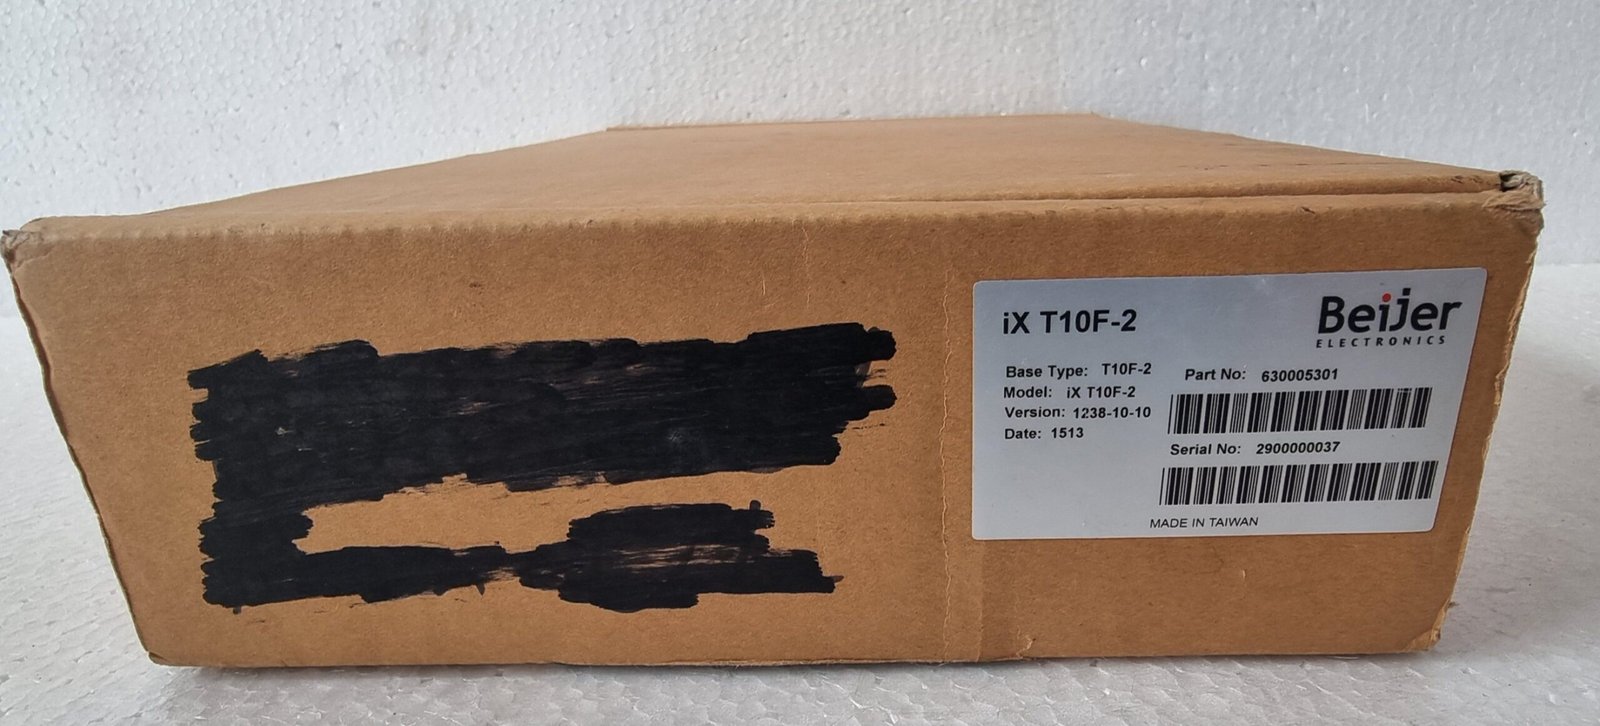 iX T10F-2
Beijer
ELECTRONICS
Base Type: T10F-2
Model: iX T10F-2
Version: 1238-10-10
Date: 1513
Part No: 630005301
Serial No: 2900000037
MADE IN TAIWAN